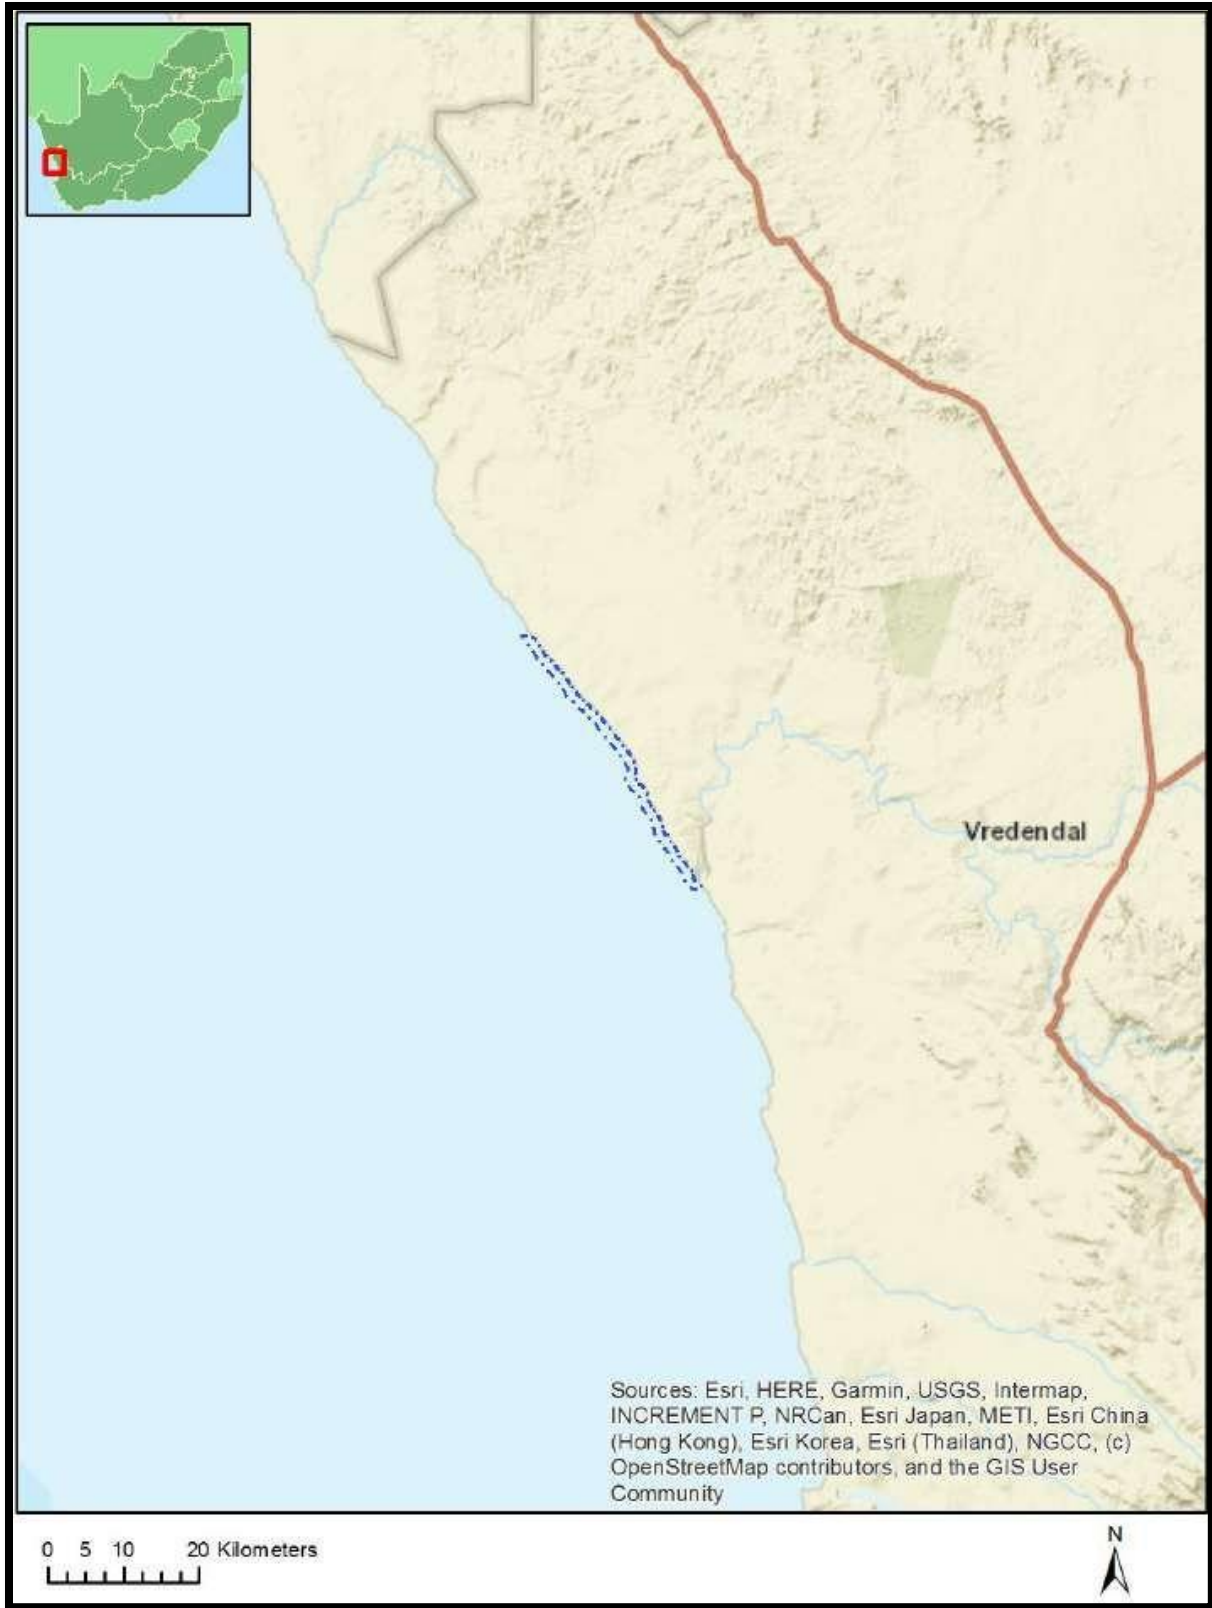 Vredendal
Sources: Esri, HERE, Garmin, USGS, Intermap,
INCREMENT P, NRCan, Esri Japan, METI, Esri China
(Hong Kong), Esri Korea, Esri (Thailand), NGCC, (c)
OpenStreetMap contributors, and the GIS User
Community
0 5 10 20 Kilometers
N